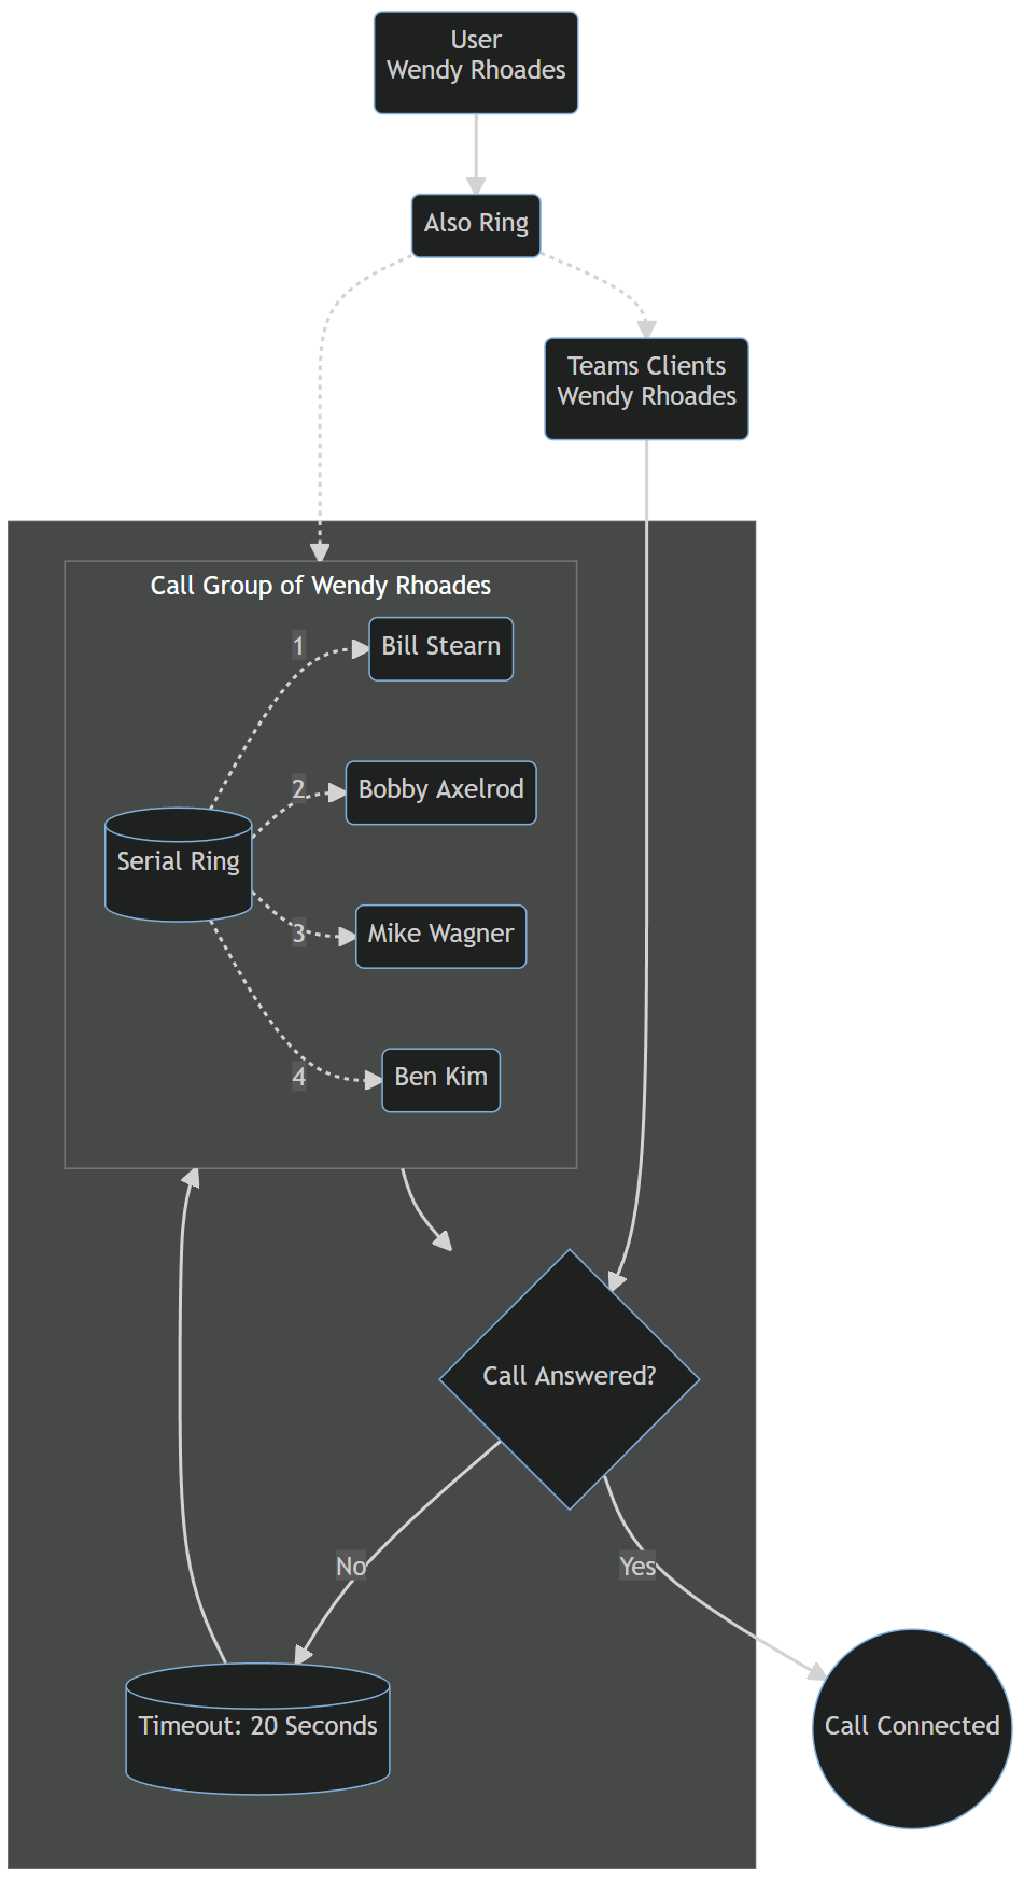 User
Wendy Rhoades
Also Ring
Teams Clients
Wendy Rhoades
Call Group of Wendy Rhoades
1
Bill Stearn
2
Bobby Axelrod
Serial Ring
3
Mike Wagner
4
Ben Kim
Call Answered?
No
Yes
Timeout: 20 Seconds
Call Connected